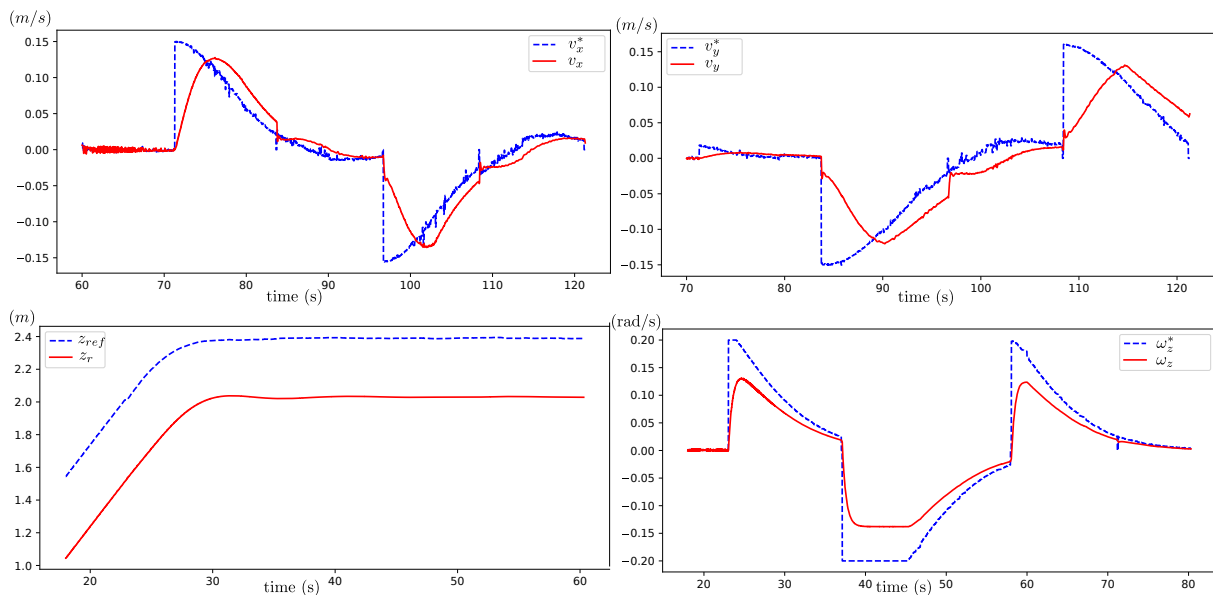 (m/s)
0.15
0.10
0.05
0.00
−0.05
−0.10
−0.15
v*x
vx
60 70 80 90 100 110 120
time (s)
(m/s)
0.15
0.10
0.05
0.00
−0.05
−0.10
−0.15
v*y
vy
70 80 90 100 110 120
time (s)
(m)
2.4
2.2
2.0
1.8
1.6
1.4
1.2
1.0
zref
zr
20 30 40 50 60
time (s)
(rad/s)
0.20
0.15
0.10
0.05
0.00
−0.05
−0.10
−0.15
−0.20
ω*z
ωz
20 30 40 50 60 70 80
time (s)